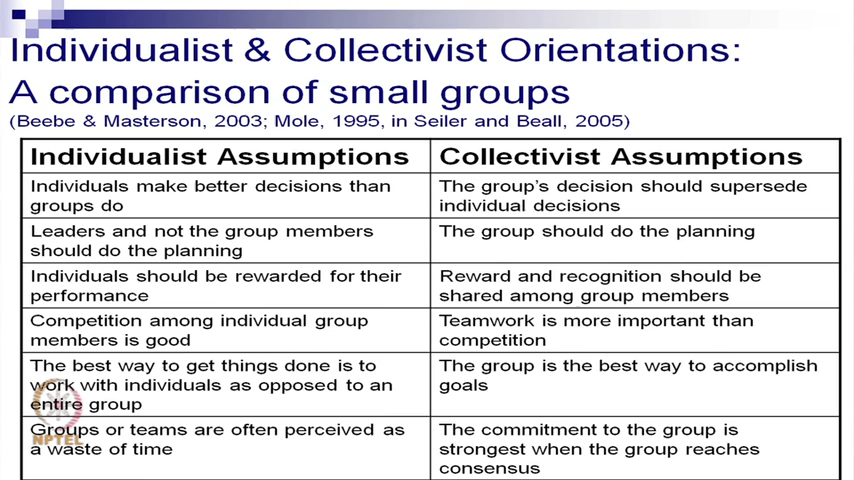 Individualist & Collectivist Orientations:
A comparison of small groups
(Beebe & Masterson, 2003; Mole, 1995, in Seiler and Beall, 2005)
Individualist Assumptions
Collectivist Assumptions
Individuals make better decisions than
groups do
The group's decision should supersede
individual decisions
Leaders and not the group members
should do the planning
The group should do the planning
Individuals should be rewarded for their
performance
Reward and recognition should be
shared among group members
Competition among individual group
members is good
Teamwork is more important than
competition
The best way to get things done is to
work with individuals as opposed to an
entire group
The group is the best way to accomplish
goals
Groups or teams are often perceived as
a waste of time
The commitment to the group is
strongest when the group reaches
consensus
NPTEL